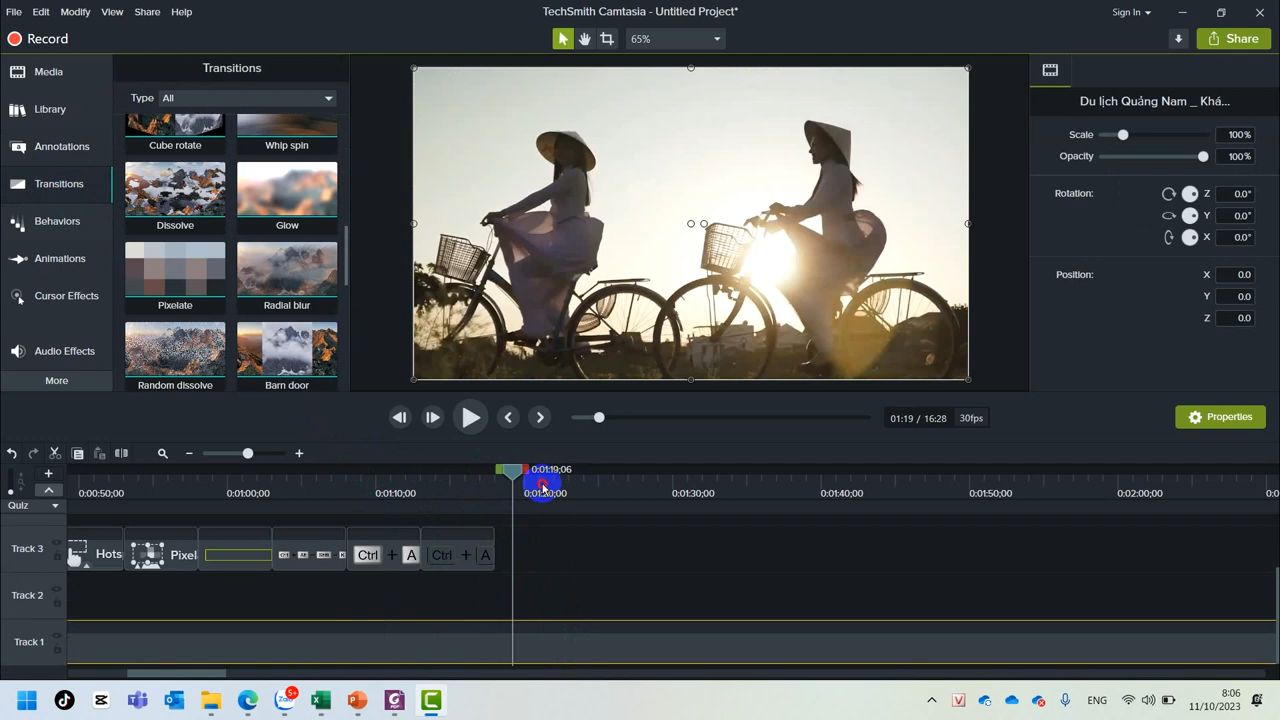 File Edit Modify View Share Help
TechSmith Camtasia - Untitled Project*
Sign In
Record
65%
Share
Media
Library
Annotations
Transitions
Behaviors
Animations
Cursor Effects
Audio Effects
More
Transitions
Type All
Cube rotate Whip spin
Dissolve Glow
Pixelate Radial blur
Random dissolve Barn door
Du lịch Quảng Nam _ Khá...
Scale 100%
Opacity 100%
Rotation: Z 0.0°
Y 0.0°
X 0.0°
Position: X 0.0
Y 0.0
Z 0.0
01:19 / 16:28 30fps
Properties
0:01:19;06
0:00:50;00 0:01:00;00 0:01:10;00 0:01:20;00 0:01:30;00 0:01:40;00 0:01:50;00 0:02:00;00
Quiz
Track 3 Hots Pixel Ctrl + A Ctrl + A
Track 2
Track 1
Zalo 5+
ENG
8:06
11/10/2023